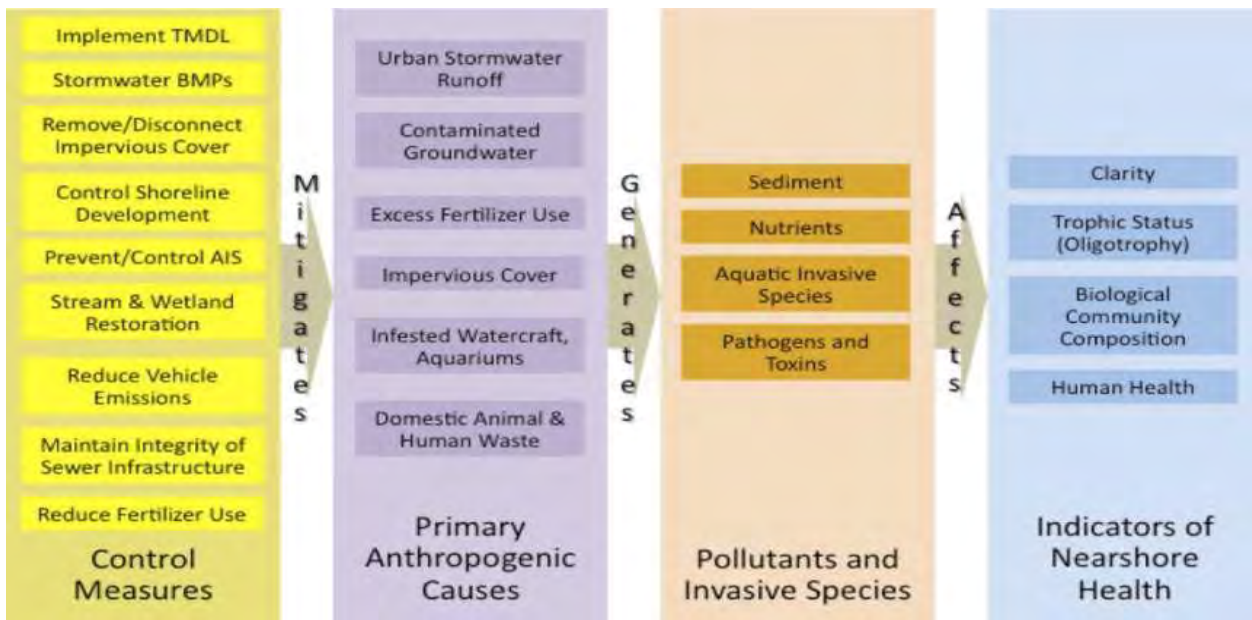 Implement TMDL
Stormwater BMPs
Remove/Disconnect
Impervious Cover
Control Shoreline
Development
Prevent/Control AIS
Stream & Wetland
Restoration
Reduce Vehicle
Emissions
Maintain Integrity of
Sewer Infrastructure
Reduce Fertilizer Use
Control
Measures
Mitigates
Urban Stormwater
Runoff
Contaminated
Groundwater
Excess Fertilizer Use
Impervious Cover
Infested Watercraft,
Aquariums
Domestic Animal &
Human Waste
Primary
Anthropogenic
Causes
Generates
Sediment
Nutrients
Aquatic Invasive
Species
Pathogens and
Toxins
Pollutants and
Invasive Species
Affects
Clarity
Trophic Status
(Oligotrophy)
Biological
Community
Composition
Human Health
Indicators of
Nearshore
Health